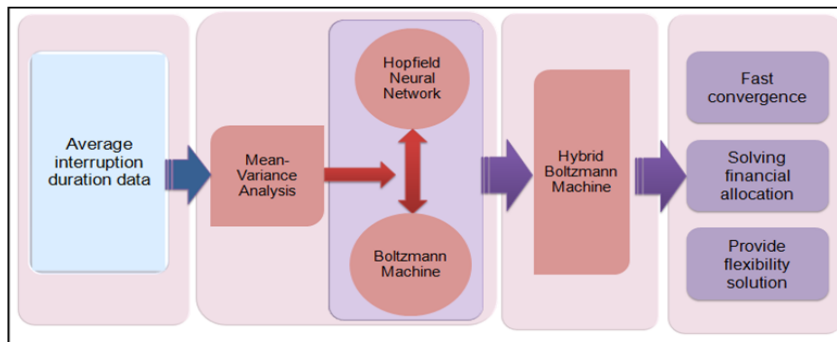 Average
interruption
duration data
Mean-
Variance
Analysis
Hopfield
Neural
Network
Boltzmann
Machine
Hybrid
Boltzmann
Machine
Fast
convergence
Solving
financial
allocation
Provide
flexibility
solution